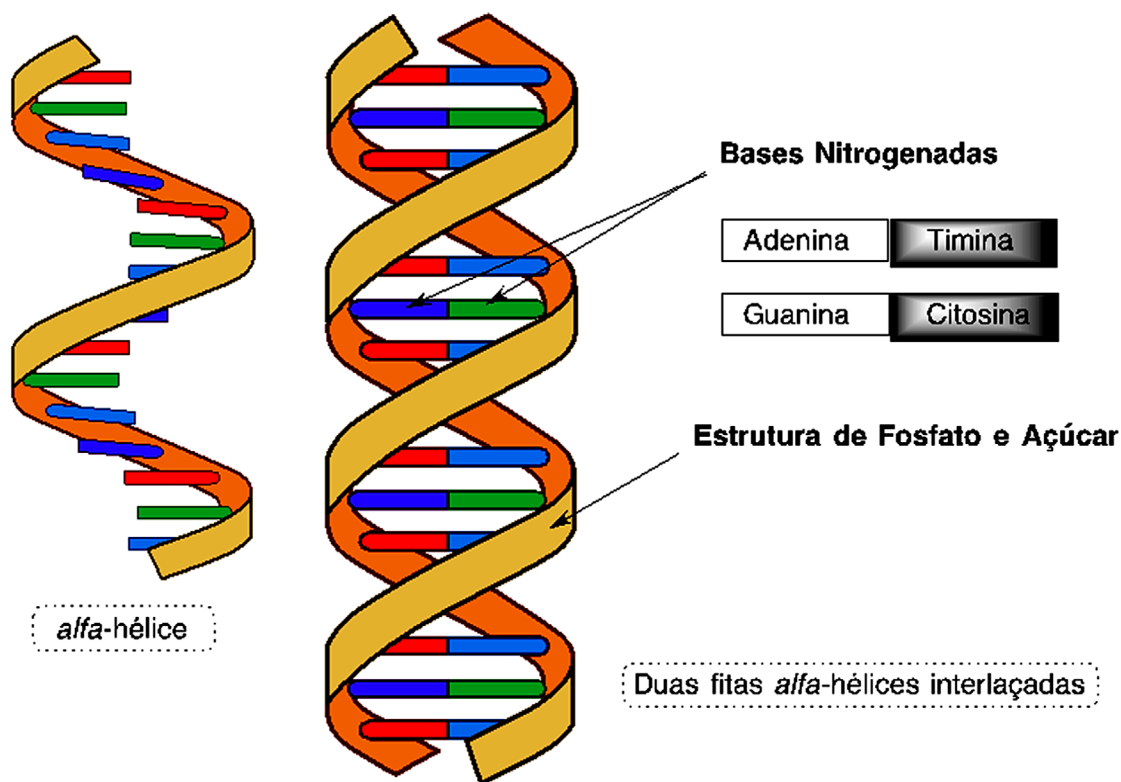 Bases Nitrogenadas
Adenina Timina
Guanina Citosina
Estrutura de Fosfato e Açúcar
alfa-hélice
Duas fitas alfa-hélices interlaçadas